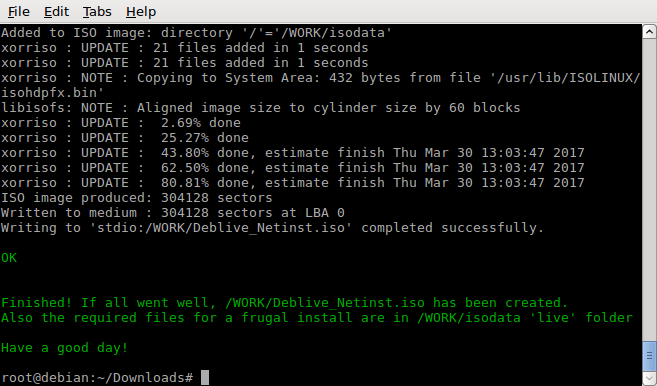 File Edit Tabs Help
Added to ISO image: directory '/'='/WORK/isodata'
xorriso : UPDATE : 21 files added in 1 seconds
xorriso : UPDATE : 21 files added in 1 seconds
xorriso : NOTE : Copying to System Area: 432 bytes from file '/usr/lib/ISOLINUX/
isohdpfx.bin'
libisofs: NOTE : Aligned image size to cylinder size by 60 blocks
xorriso : UPDATE :  2.69% done
xorriso : UPDATE :  25.27% done
xorriso : UPDATE :  43.80% done, estimate finish Thu Mar 30 13:03:47 2017
xorriso : UPDATE :  62.50% done, estimate finish Thu Mar 30 13:03:47 2017
xorriso : UPDATE :  80.81% done, estimate finish Thu Mar 30 13:03:47 2017
ISO image produced: 304128 sectors
Written to medium : 304128 sectors at LBA 0
Writing to 'stdio:/WORK/Deblive_Netinst.iso' completed successfully.
OK
Finished! If all went well, /WORK/Deblive_Netinst.iso has been created.
Also the required files for a frugal install are in /WORK/isodata 'live' folder
Have a good day!
root@debian:~/Downloads#